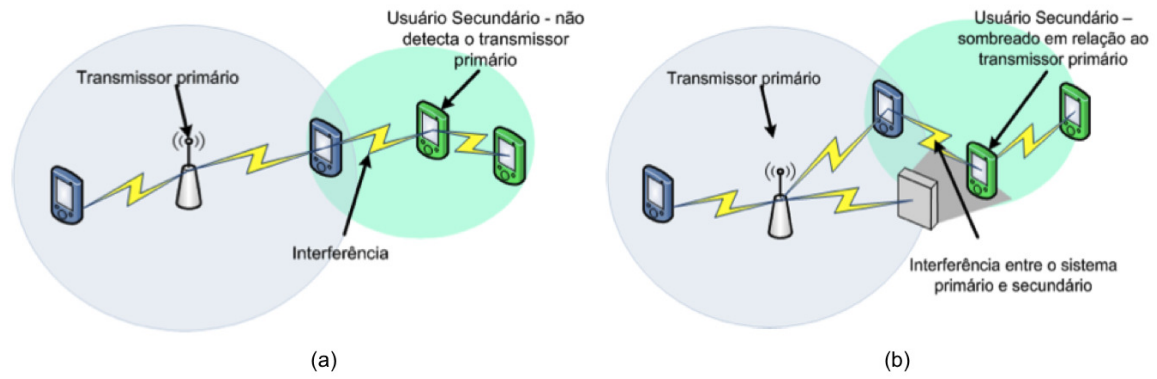 Usuário Secundário - não
detecta o transmissor
primário
Transmissor primário
Interferência
(a)
Usuário Secundário –
sombreado em relação ao
transmissor primário
Transmissor primário
Interferência entre o sistema
primário e secundário
(b)